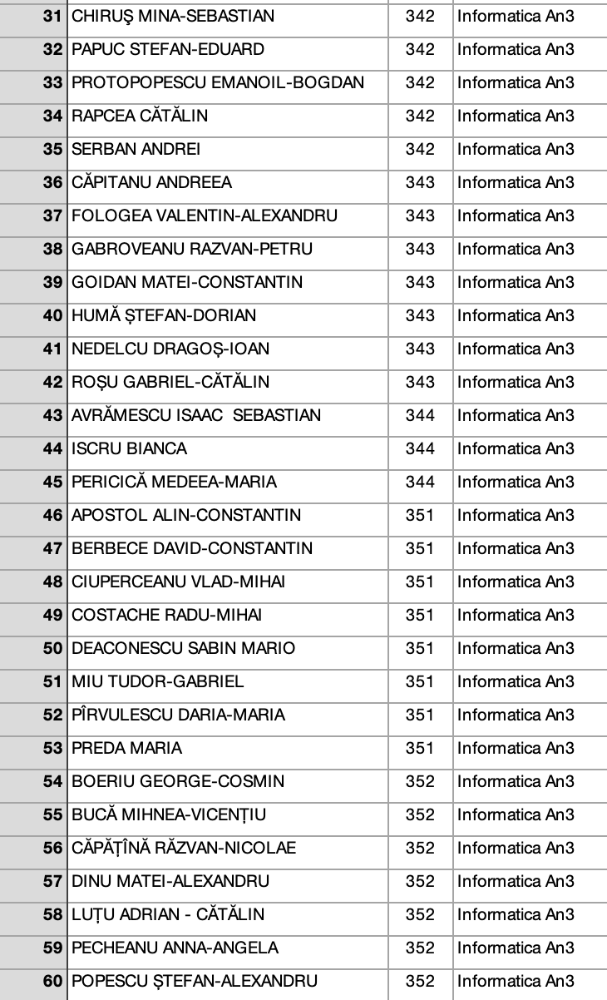 31 CHIRUŞ MINA-SEBASTIAN 342 Informatica An3
32 PAPUC STEFAN-EDUARD 342 Informatica An3
33 PROTOPOPESCU EMANOIL-BOGDAN 342 Informatica An3
34 RAPCEA CĂTĂLIN 342 Informatica An3
35 SERBAN ANDREI 342 Informatica An3
36 CĂPITANU ANDREEA 343 Informatica An3
37 FOLOGEA VALENTIN-ALEXANDRU 343 Informatica An3
38 GABROVEANU RAZVAN-PETRU 343 Informatica An3
39 GOIDAN MATEI-CONSTANTIN 343 Informatica An3
40 HUMĂ ȘTEFAN-DORIAN 343 Informatica An3
41 NEDELCU DRAGOȘ-IOAN 343 Informatica An3
42 ROȘU GABRIEL-CĂTĂLIN 343 Informatica An3
43 AVRĂMESCU ISAAC  SEBASTIAN 344 Informatica An3
44 ISCRU BIANCA 344 Informatica An3
45 PERICICĂ MEDEEA-MARIA 344 Informatica An3
46 APOSTOL ALIN-CONSTANTIN 351 Informatica An3
47 BERBECE DAVID-CONSTANTIN 351 Informatica An3
48 CIUPERCEANU VLAD-MIHAI 351 Informatica An3
49 COSTACHE RADU-MIHAI 351 Informatica An3
50 DEACONESCU SABIN MARIO 351 Informatica An3
51 MIU TUDOR-GABRIEL 351 Informatica An3
52 PÎRVULESCU DARIA-MARIA 351 Informatica An3
53 PREDA MARIA 351 Informatica An3
54 BOERIU GEORGE-COSMIN 352 Informatica An3
55 BUCĂ MIHNEA-VICENȚIU 352 Informatica An3
56 CĂPĂȚÎNĂ RĂZVAN-NICOLAE 352 Informatica An3
57 DINU MATEI-ALEXANDRU 352 Informatica An3
58 LUȚU ADRIAN - CĂTĂLIN 352 Informatica An3
59 PECHEANU ANNA-ANGELA 352 Informatica An3
60 POPESCU ȘTEFAN-ALEXANDRU 352 Informatica An3